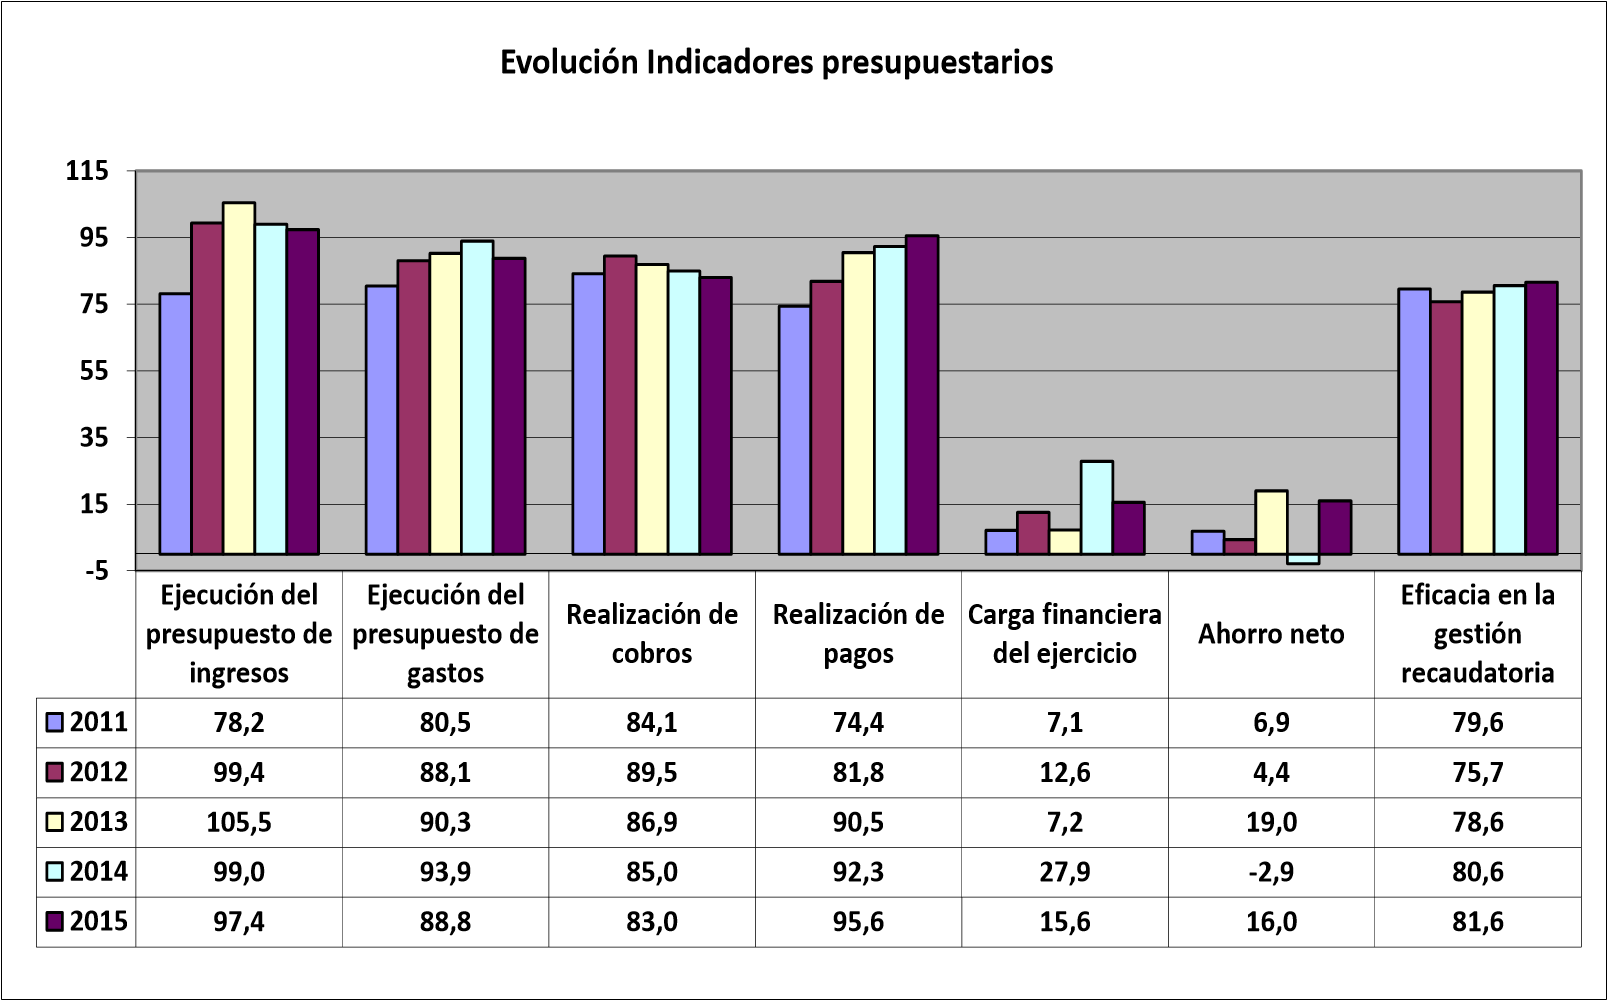 Evolución Indicadores presupuestarios
115
95
75
55
35
15
-5
Ejecución del
presupuesto de
ingresos
Ejecución del
presupuesto de
gastos
Realización de
cobros
Realización de
pagos
Carga financiera
del ejercicio
Ahorro neto
Eficacia en la
gestión
recaudatoria
2011 78,2 80,5 84,1 74,4 7,1 6,9 79,6
2012 99,4 88,1 89,5 81,8 12,6 4,4 75,7
2013 105,5 90,3 86,9 90,5 7,2 19,0 78,6
2014 99,0 93,9 85,0 92,3 27,9 -2,9 80,6
2015 97,4 88,8 83,0 95,6 15,6 16,0 81,6